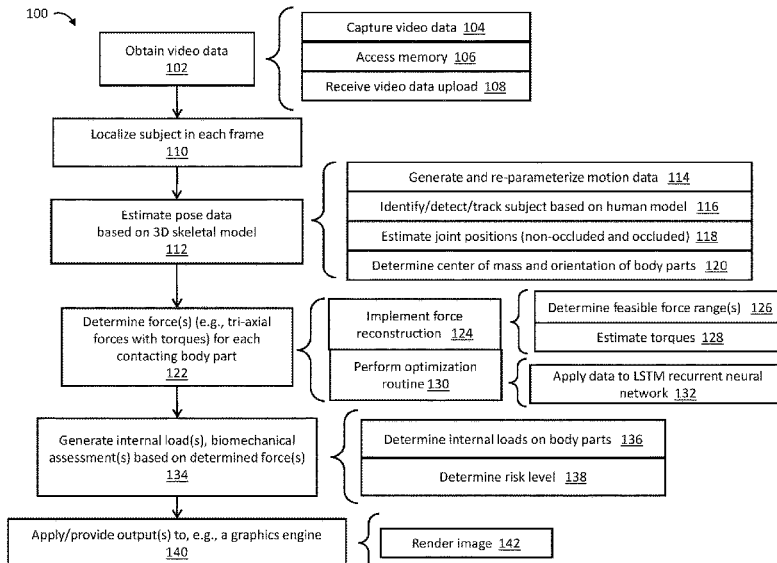 100
Obtain video data
102
Capture video data 104
Access memory 106
Receive video data upload 108
Localize subject in each frame
110
Estimate pose data
based on 3D skeletal model
112
Generate and re-parameterize motion data 114
Identify/detect/track subject based on human model 116
Estimate joint positions (non-occluded and occluded) 118
Determine center of mass and orientation of body parts 120
Determine force(s) (e.g., tri-axial
forces with torques) for each
contacting body part
122
Implement force
reconstruction 124
Determine feasible force range(s) 126
Estimate torques 128
Perform optimization
routine 130
Apply data to LSTM recurrent neural
network 132
Generate internal load(s), biomechanical
assessment(s) based on determined force(s)
134
Determine internal loads on body parts 136
Determine risk level 138
Apply/provide output(s) to, e.g., a graphics engine
140
Render image 142